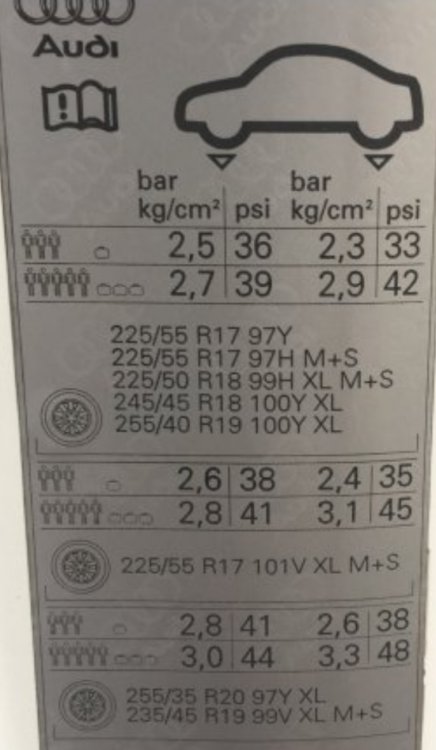 Audi
bar bar
kg/cm² psi kg/cm² psi
2,5 36 2,3 33
2,7 39 2,9 42
225/55 R17 97Y
225/55 R17 97H M+S
225/50 R18 99H XL M+S
245/45 R18 100Y XL
255/40 R19 100Y XL
2,6 38 2,4 35
2,8 41 3,1 45
225/55 R17 101V XL M+S
2,8 41 2,6 38
3,0 44 3,3 48
255/35 R20 97Y XL
235/45 R19 99V XL M+S